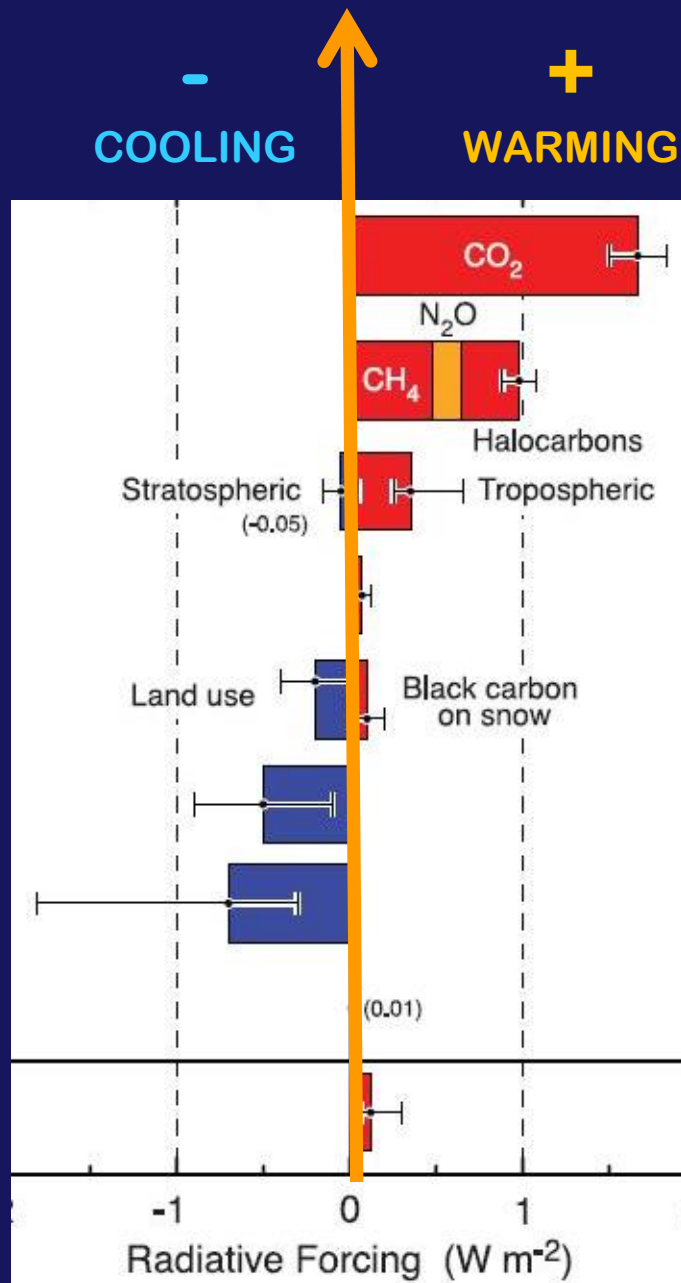 - +
COOLING WARMING
CO₂
N₂O
CH₄
Halocarbons
Stratospheric Tropospheric
(-0.05)
Land use Black carbon
on snow
(0.01)
-1 0 1
Radiative Forcing (W m⁻²)